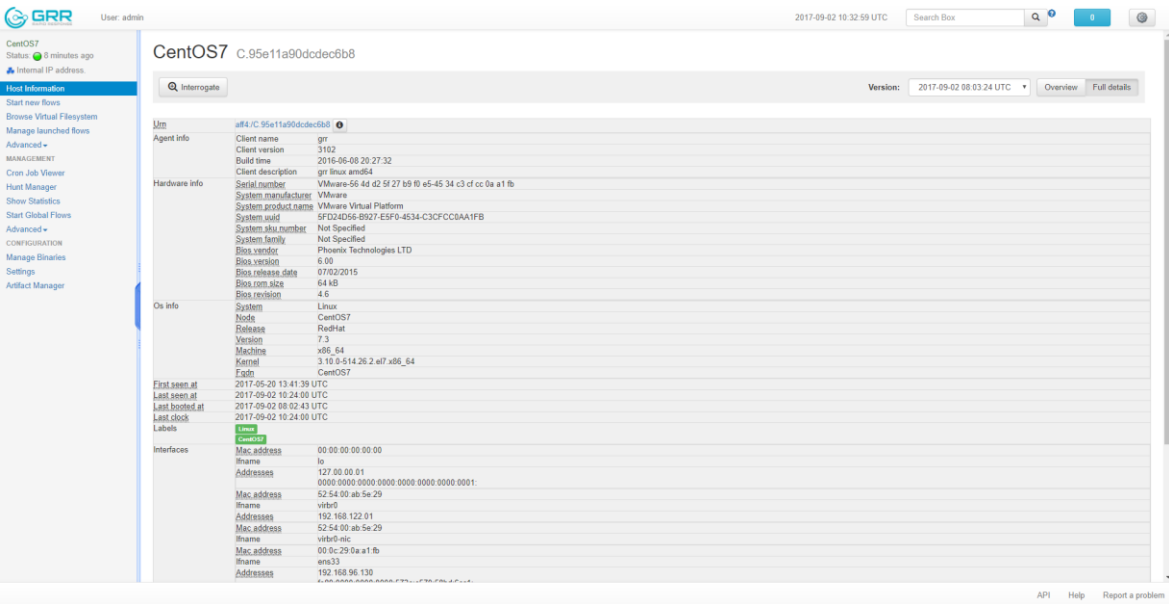 GRR
User: admin
2017-09-02 10:32:59 UTC
Search Box
0
CentOS7
Status: 8 minutes ago
Internal IP address.
Host Information
Start new flows
Browse Virtual Filesystem
Manage launched flows
Advanced
MANAGEMENT
Cron Job Viewer
Hunt Manager
Show Statistics
Start Global Flows
Advanced
CONFIGURATION
Manage Binaries
Settings
Artifact Manager
CentOS7 C.95e11a90dcdec6b8
Interrogate
Version: 2017-09-02 08:03:24 UTC Overview Full details
Urn aff4:/C.95e11a90dcdec6b8
Agent info Client name grr
Client version 3102
Build time 2016-06-08 20:27:32
Client description grr linux amd64
Hardware info Serial number VMware-56 4d d2 5f 27 b9 f0 e5-45 34 c3 cf cc 0a a1 fb
System manufacturer VMware
System product name VMware Virtual Platform
System uuid 5FD24D56-B927-E5F0-4534-C3CFCC0AA1FB
System sku number Not Specified
System family Not Specified
Bios vendor Phoenix Technologies LTD
Bios version 6.00
Bios release date 07/02/2015
Bios rom size 64 kB
Bios revision 4.6
Os info System Linux
Node CentOS7
Release RedHat
Version 7.3
Machine x86_64
Kernel 3.10.0-514.26.2.el7.x86_64
Fqdn CentOS7
First seen at 2017-05-20 13:41:39 UTC
Last seen at 2017-09-02 10:24:00 UTC
Last booted at 2017-09-02 08:02:43 UTC
Last clock 2017-09-02 10:24:00 UTC
Labels Linux
CentOS7
Interfaces Mac address 00:00:00:00:00:00
Ifname lo
Addresses 127.00.00.01
0000:0000:0000:0000:0000:0000:0000:0001:
Mac address 52:54:00:ab:5e:29
Ifname virbr0
Addresses 192.168.122.01
Mac address 52:54:00:ab:5e:29
Ifname virbr0-nic
Mac address 00:0c:29:0a:a1:fb
Ifname ens33
Addresses 192.168.96.130
API Help Report a problem